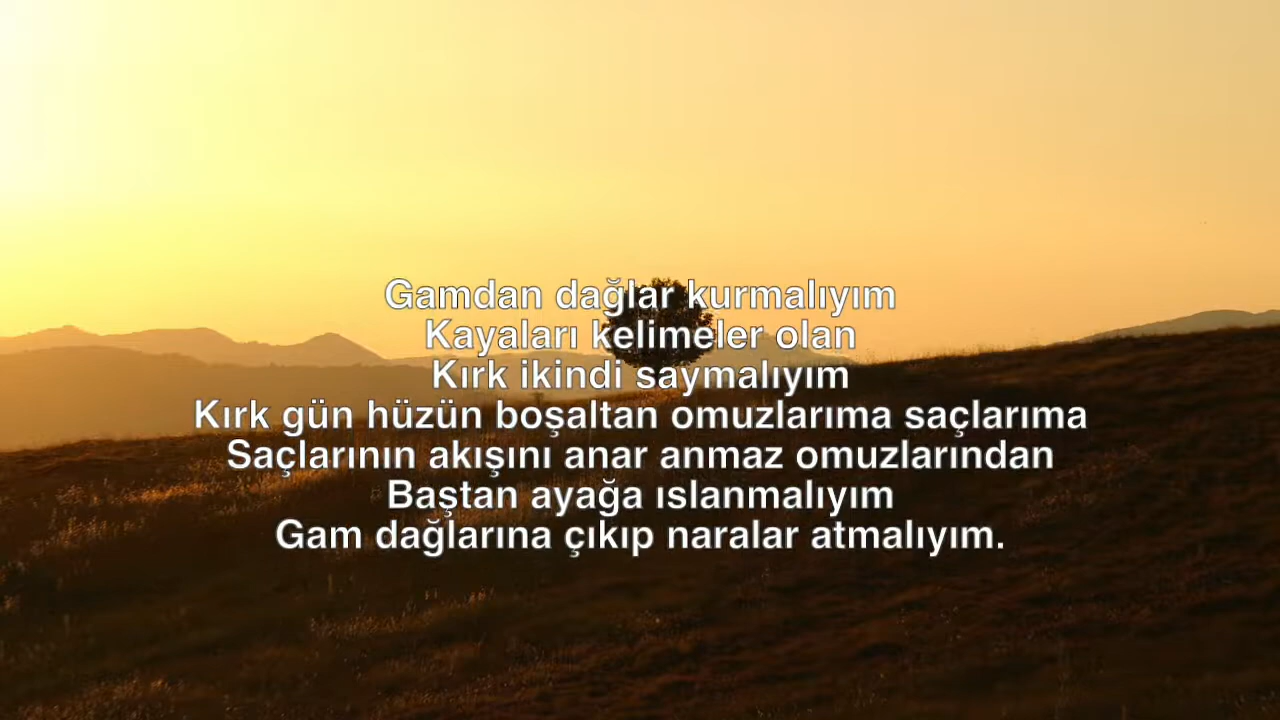 Gamdan dağlar kurmalıyım
Kayaları kelimeler olan
Kırk ikindi saymalıyım
Kırk gün hüzün boşaltan omuzlarıma saçlarıma
Saçlarının akışını anar anmaz omuzlarından
Baştan ayağa ıslanmalıyım
Gam dağlarına çıkıp naralar atmalıyım.